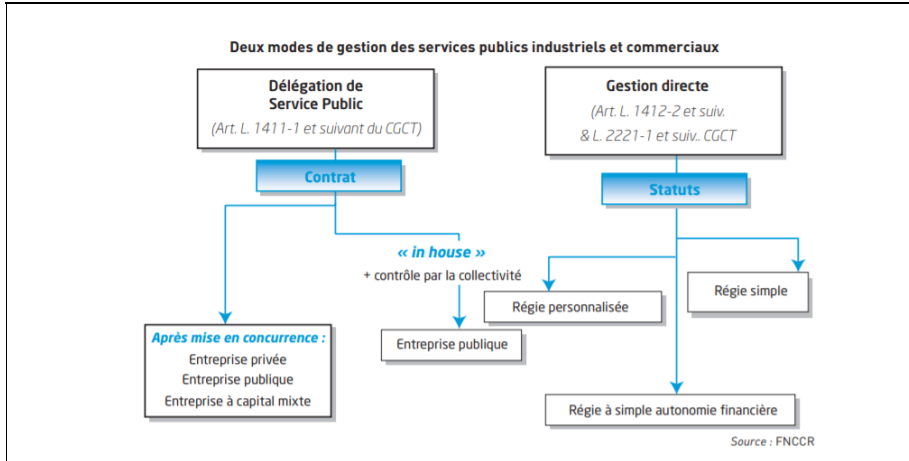 Deux modes de gestion des services publics industriels et commerciaux
Délégation de
Service Public
(Art. L. 1411-1 et suivant du CGCT)
Contrat
« in house »
+ contrôle par la collectivité
Après mise en concurrence :
Entreprise privée
Entreprise publique
Entreprise à capital mixte
Entreprise publique
Gestion directe
(Art. L. 1412-2 et suiv.
& L. 2221-1 et suiv.. CGCT
Statuts
Régie personnalisée
Régie simple
Régie à simple autonomie financière
Source : FNCCR